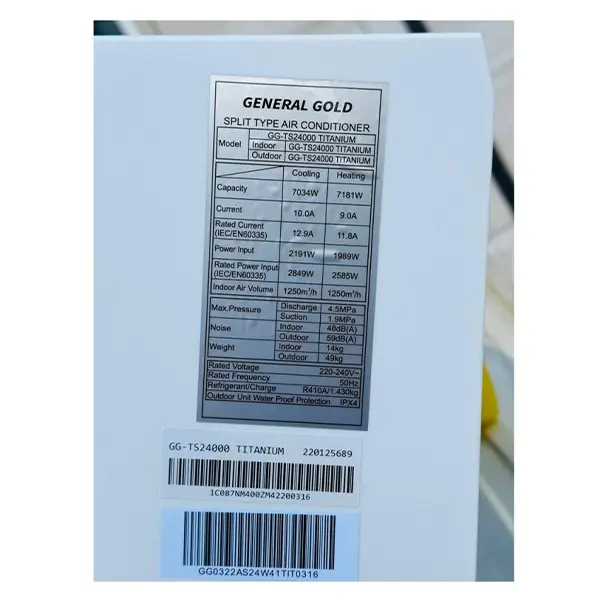 GENERAL GOLD
SPLIT TYPE AIR CONDITIONER
Model GG-TS24000 TITANIUM
Indoor GG-TS24000 TITANIUM
Outdoor GG-TS24000 TITANIUM
Cooling Heating
Capacity 7034W 7181W
Current 10.0A 9.0A
Rated Current (IEC/EN60335) 12.9A 11.8A
Power Input 2191W 1989W
Rated Power Input (IEC/EN60335) 2849W 2585W
Indoor Air Volume 1250m³/h 1250m³/h
Max.Pressure Discharge 4.5MPa
Suction 1.9MPa
Noise Indoor 48dB(A)
Outdoor 59dB(A)
Weight Indoor 14kg
Outdoor 49kg
Rated Voltage 220-240V~
Rated Frequency 50Hz
Refrigerant/Charge R410A/1.430kg
Outdoor Unit Water Proof Protection IPX4
GG-TS24000 TITANIUM 220125689
1C087NM400ZM42200316
GG0322AS24W41TIT0316